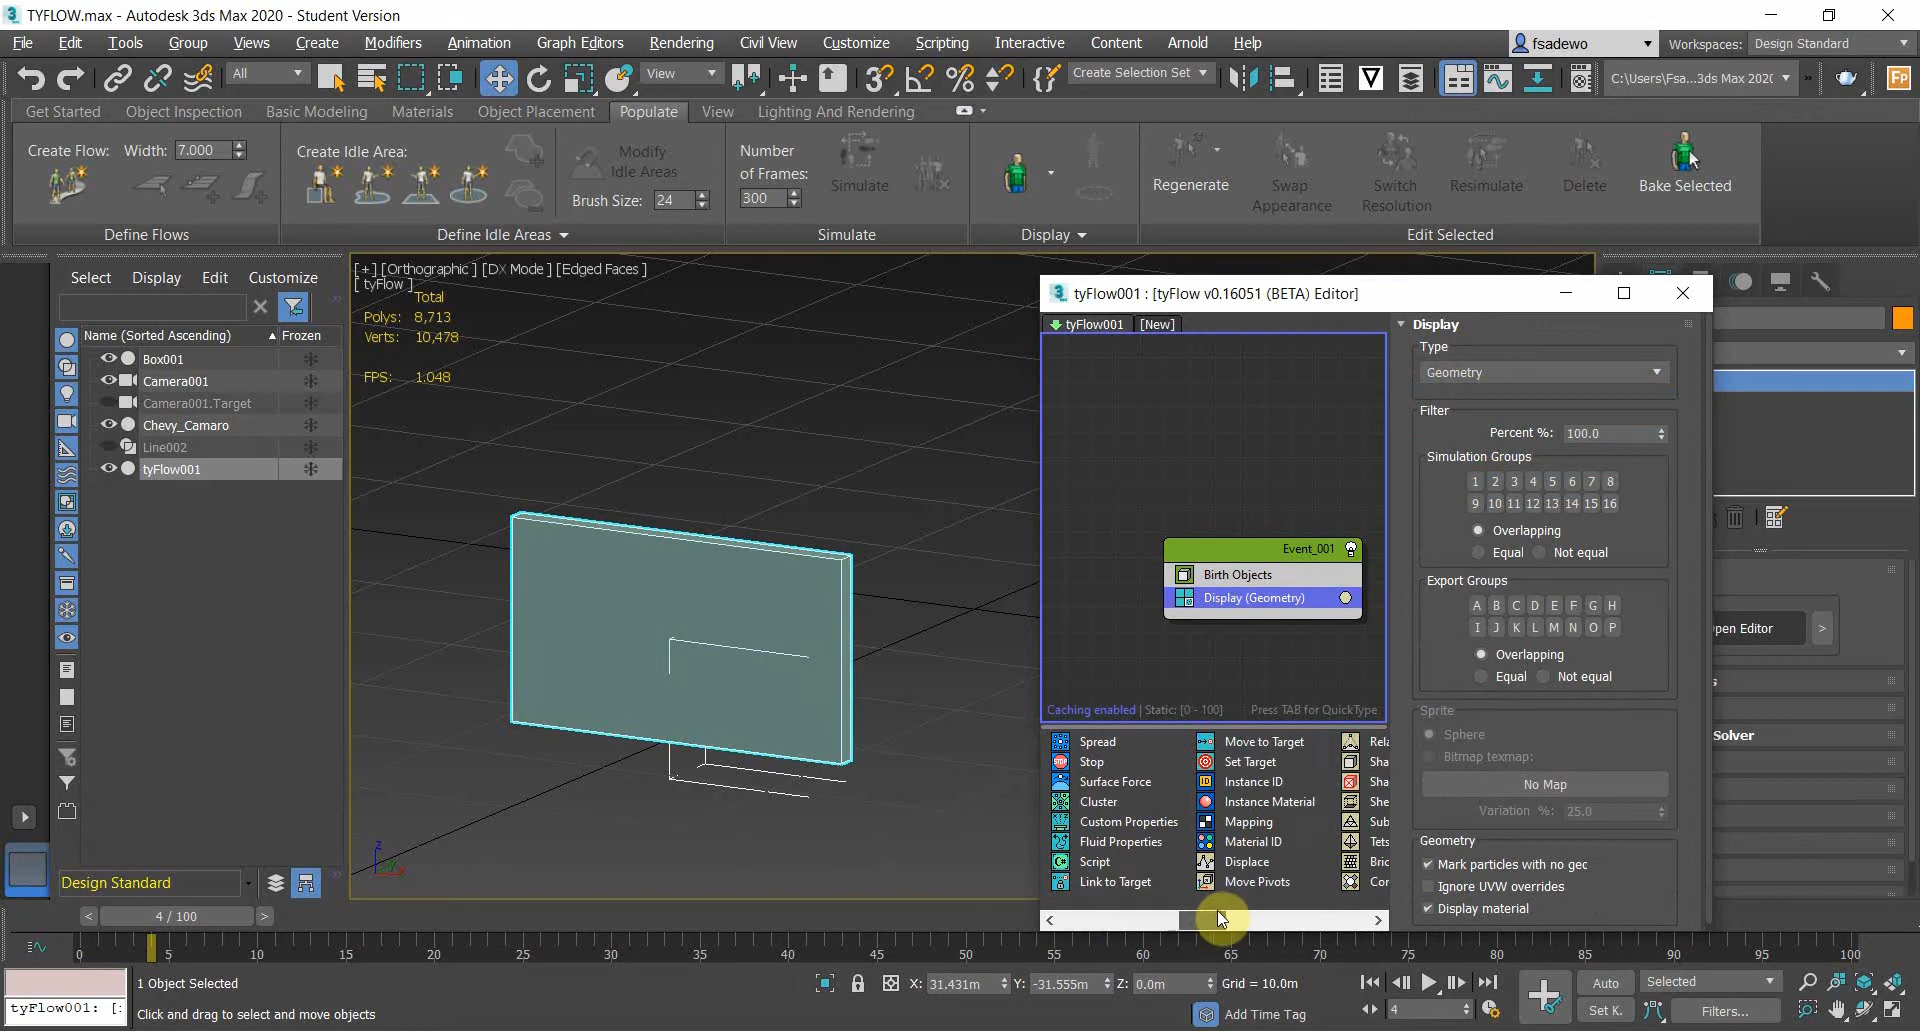 TYFLOW.max - Autodesk 3ds Max 2020 - Student Version
File Edit Tools Group Views Create Modifiers Animation Graph Editors Rendering Civil View Customize Scripting Interactive Content Arnold Help
fsadewo Workspaces: Design Standard
All View Create Selection Set C:\Users\Fsa...3ds Max 202(
Get Started Object Inspection Basic Modeling Materials Object Placement Populate View Lighting And Rendering
Create Flow: Width: 7.000
Create Idle Area:
Modify
Idle Areas
Brush Size: 24
Number
of Frames:
300
Simulate
Regenerate
Swap
Appearance
Switch
Resolution
Resimulate
Delete
Bake Selected
Define Flows Define Idle Areas Simulate Display Edit Selected
Select Display Edit Customize
Name (Sorted Ascending) Frozen
Box001
Camera001
Camera001.Target
Chevy_Camaro
Line002
tyFlow001
[+] [Orthographic ] [DX Mode ] [Edged Faces ]
[ tyFlow ]
Total
Polys: 8,713
Verts: 10,478
FPS: 1.048
tyFlow001 : [tyFlow v0.16051 (BETA) Editor]
tyFlow001 [New]
Event_001
Birth Objects
Display (Geometry)
Caching enabled | Static: [0 - 100] Press TAB for QuickType
Spread Move to Target Rela
Stop Set Target Sha
Surface Force Instance ID Sha
Cluster Instance Material She
Custom Properties Mapping Sub
Fluid Properties Material ID Tets
Script Displace Bric
Link to Target Move Pivots Cor
Display
Type
Geometry
Filter
Percent %: 100.0
Simulation Groups
1 2 3 4 5 6 7 8
9 10 11 12 13 14 15 16
Overlapping
Equal Not equal
Export Groups
A B C D E F G H
I J K L M N O P
Overlapping
Equal Not equal
Sprite
Sphere
Bitmap texmap:
No Map
Variation %: 25.0
Geometry
Mark particles with no gec
Ignore UVW overrides
Display material
pen Editor >
s
Solver
Design Standard
< 4 / 100 >
0 5 10 15 20 25 30 35 40 45 50 55 60 65 70 75 80 85 90 95 100
tyFlow001: [:
1 Object Selected
Click and drag to select and move objects
X: 31.431m Y: -31.555m Z: 0.0m Grid = 10.0m
Add Time Tag
4
Auto Selected
Set K. Filters...